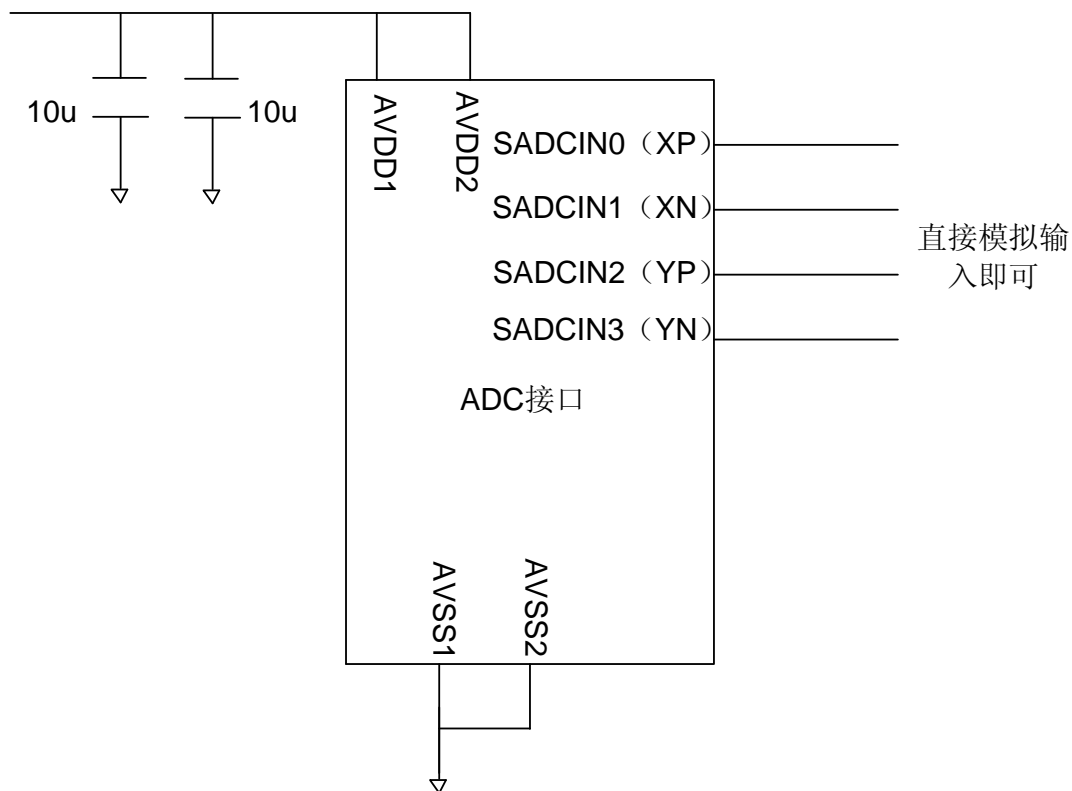 10u
10u
AVDD1
AVDD2
SADCIN0（XP）
SADCIN1（XN）
SADCIN2（YP）
SADCIN3（YN）
直接模拟输
入即可
ADC接口
AVSS1
AVSS2